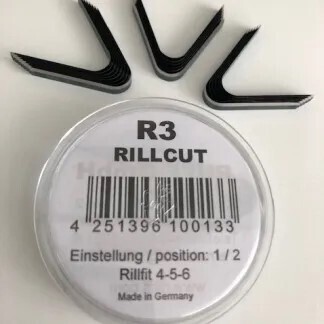 R3
RILLCUT
4 251396 100133
Einstellung / position: 1 / 2
Rillfit 4-5-6
Made in Germany